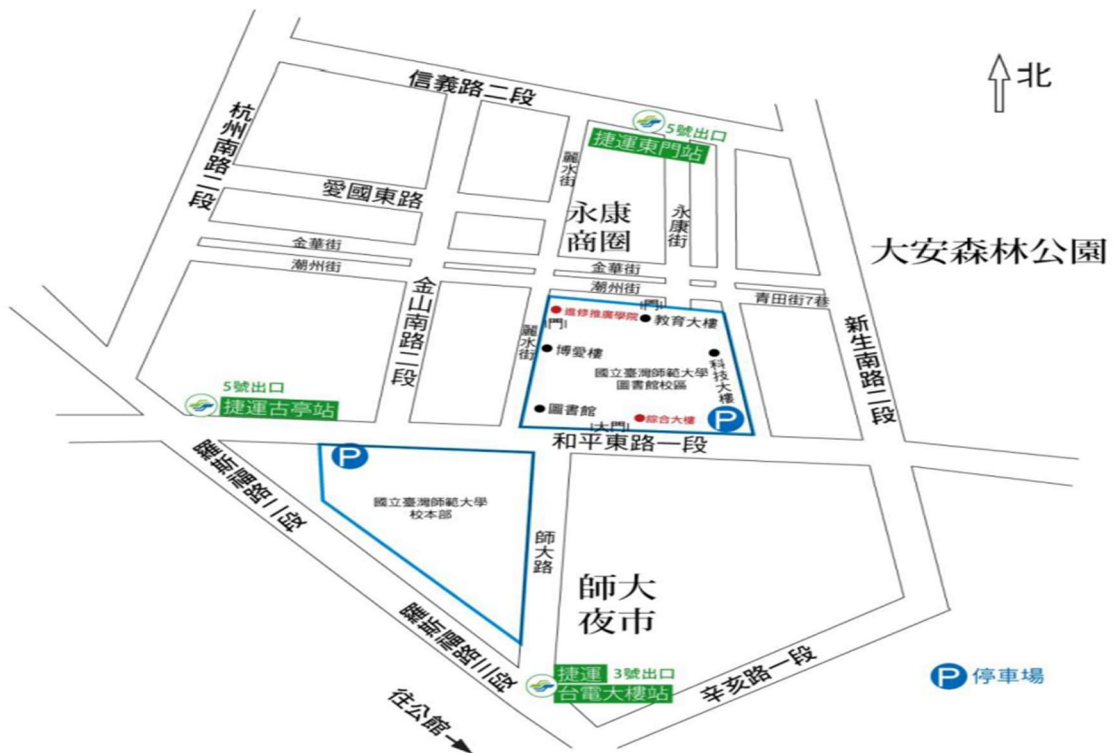 北
信義路二段
5號出口
捷運東門站
杭州南路二段
麗水街
愛國東路
永康
商圈
永康街
大安森林公園
金華街
金華街
潮州街
潮州街
青田街7巷
金山南路二段
門
進修推廣學院
教育大樓
門
麗水街
博愛樓
科技大樓
新生南路二段
國立臺灣師範大學
圖書館校區
5號出口
捷運古亭站
圖書館
綜合大樓
P
大門
和平東路一段
P
羅斯福路二段
國立臺灣師範大學
校本部
師大路
師大
夜市
羅斯福路三段
捷運 3號出口
台電大樓站
辛亥路一段
P 停車場
往公館